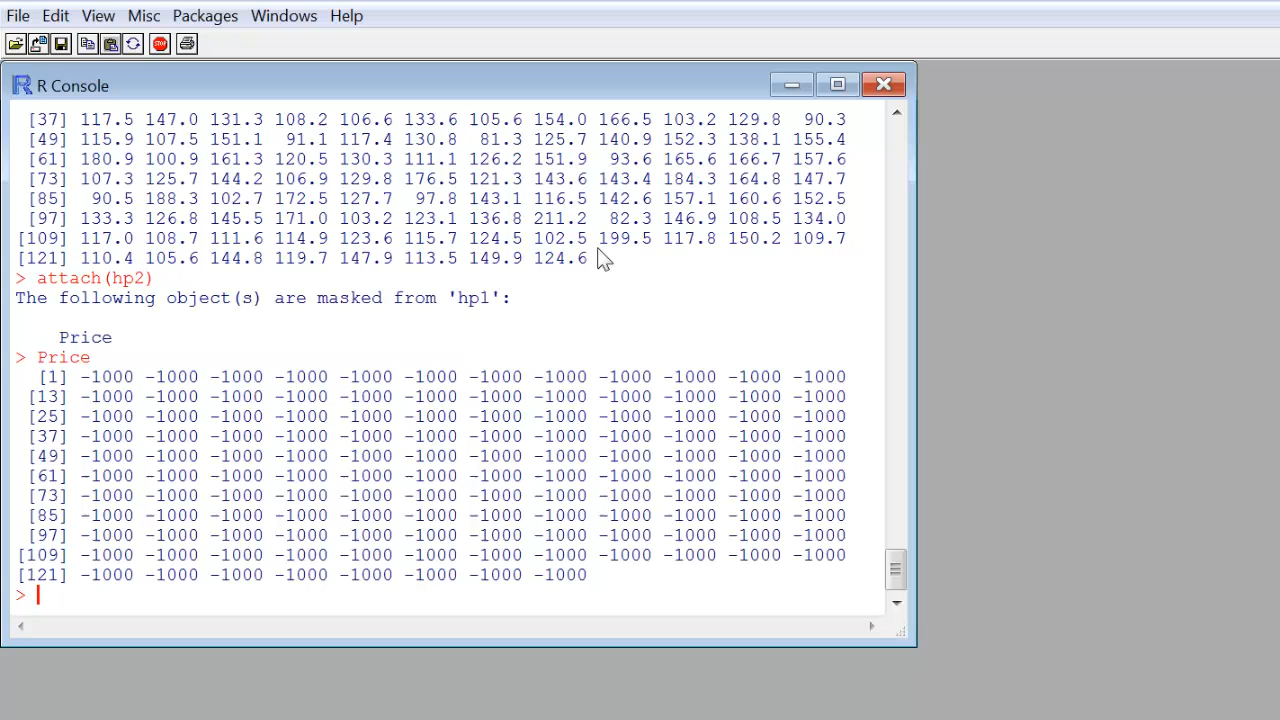 File Edit View Misc Packages Windows Help
STOP
R Console
[37] 117.5 147.0 131.3 108.2 106.6 133.6 105.6 154.0 166.5 103.2 129.8 90.3
[49] 115.9 107.5 151.1 91.1 117.4 130.8 81.3 125.7 140.9 152.3 138.1 155.4
[61] 180.9 100.9 161.3 120.5 130.3 111.1 126.2 151.9 93.6 165.6 166.7 157.6
[73] 107.3 125.7 144.2 106.9 129.8 176.5 121.3 143.6 143.4 184.3 164.8 147.7
[85] 90.5 188.3 102.7 172.5 127.7 97.8 143.1 116.5 142.6 157.1 160.6 152.5
[97] 133.3 126.8 145.5 171.0 103.2 123.1 136.8 211.2 82.3 146.9 108.5 134.0
[109] 117.0 108.7 111.6 114.9 123.6 115.7 124.5 102.5 199.5 117.8 150.2 109.7
[121] 110.4 105.6 144.8 119.7 147.9 113.5 149.9 124.6
> attach(hp2)
The following object(s) are masked from 'hp1':
Price
> Price
[1] -1000 -1000 -1000 -1000 -1000 -1000 -1000 -1000 -1000 -1000 -1000 -1000
[13] -1000 -1000 -1000 -1000 -1000 -1000 -1000 -1000 -1000 -1000 -1000 -1000
[25] -1000 -1000 -1000 -1000 -1000 -1000 -1000 -1000 -1000 -1000 -1000 -1000
[37] -1000 -1000 -1000 -1000 -1000 -1000 -1000 -1000 -1000 -1000 -1000 -1000
[49] -1000 -1000 -1000 -1000 -1000 -1000 -1000 -1000 -1000 -1000 -1000 -1000
[61] -1000 -1000 -1000 -1000 -1000 -1000 -1000 -1000 -1000 -1000 -1000 -1000
[73] -1000 -1000 -1000 -1000 -1000 -1000 -1000 -1000 -1000 -1000 -1000 -1000
[85] -1000 -1000 -1000 -1000 -1000 -1000 -1000 -1000 -1000 -1000 -1000 -1000
[97] -1000 -1000 -1000 -1000 -1000 -1000 -1000 -1000 -1000 -1000 -1000 -1000
[109] -1000 -1000 -1000 -1000 -1000 -1000 -1000 -1000 -1000 -1000 -1000 -1000
[121] -1000 -1000 -1000 -1000 -1000 -1000 -1000 -1000
>